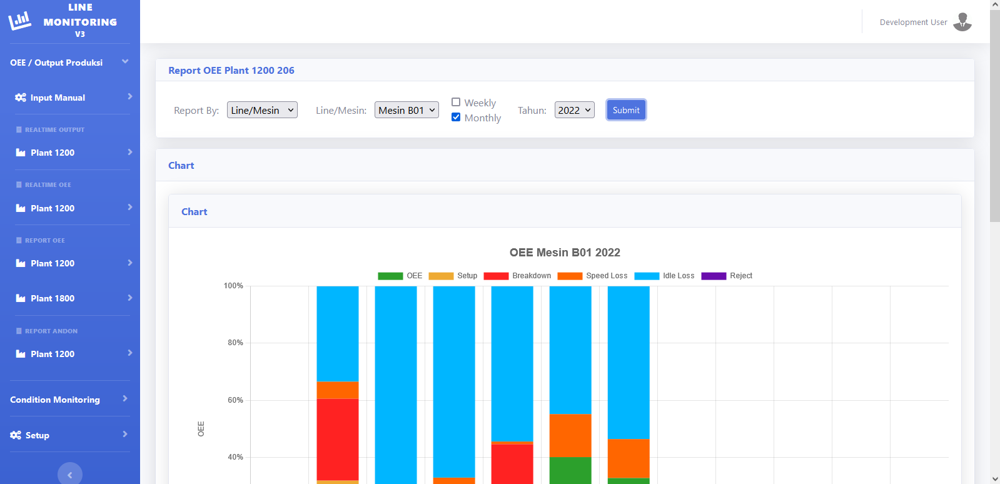 LINE
MONITORING
V3
OEE / Output Produksi
Input Manual
REALTIME OUTPUT
Plant 1200
REALTIME OEE
Plant 1200
REPORT OEE
Plant 1200
Plant 1800
REPORT ANDON
Plant 1200
Condition Monitoring
Setup
Development User
Report OEE Plant 1200 206
Report By: Line/Mesin Line/Mesin: Mesin B01 Weekly Monthly Tahun: 2022 Submit
Chart
Chart
OEE Mesin B01 2022
OEE Setup Breakdown Speed Loss Idle Loss Reject
100%
80%
60%
OEE
40%